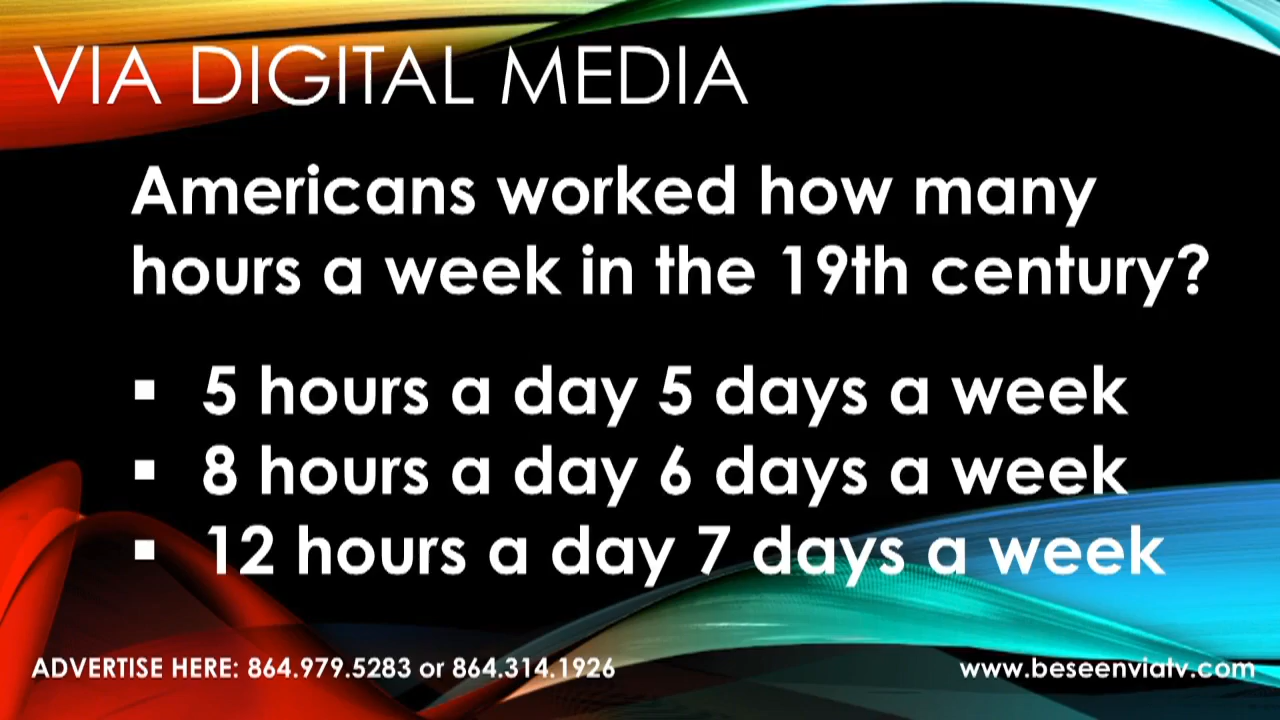 VIA DIGITAL MEDIA
Americans worked how many
hours a week in the 19th century?
▪ 5 hours a day 5 days a week
▪ 8 hours a day 6 days a week
▪ 12 hours a day 7 days a week
ADVERTISE HERE: 864.979.5283 or 864.314.1926
www.beseenviatv.com